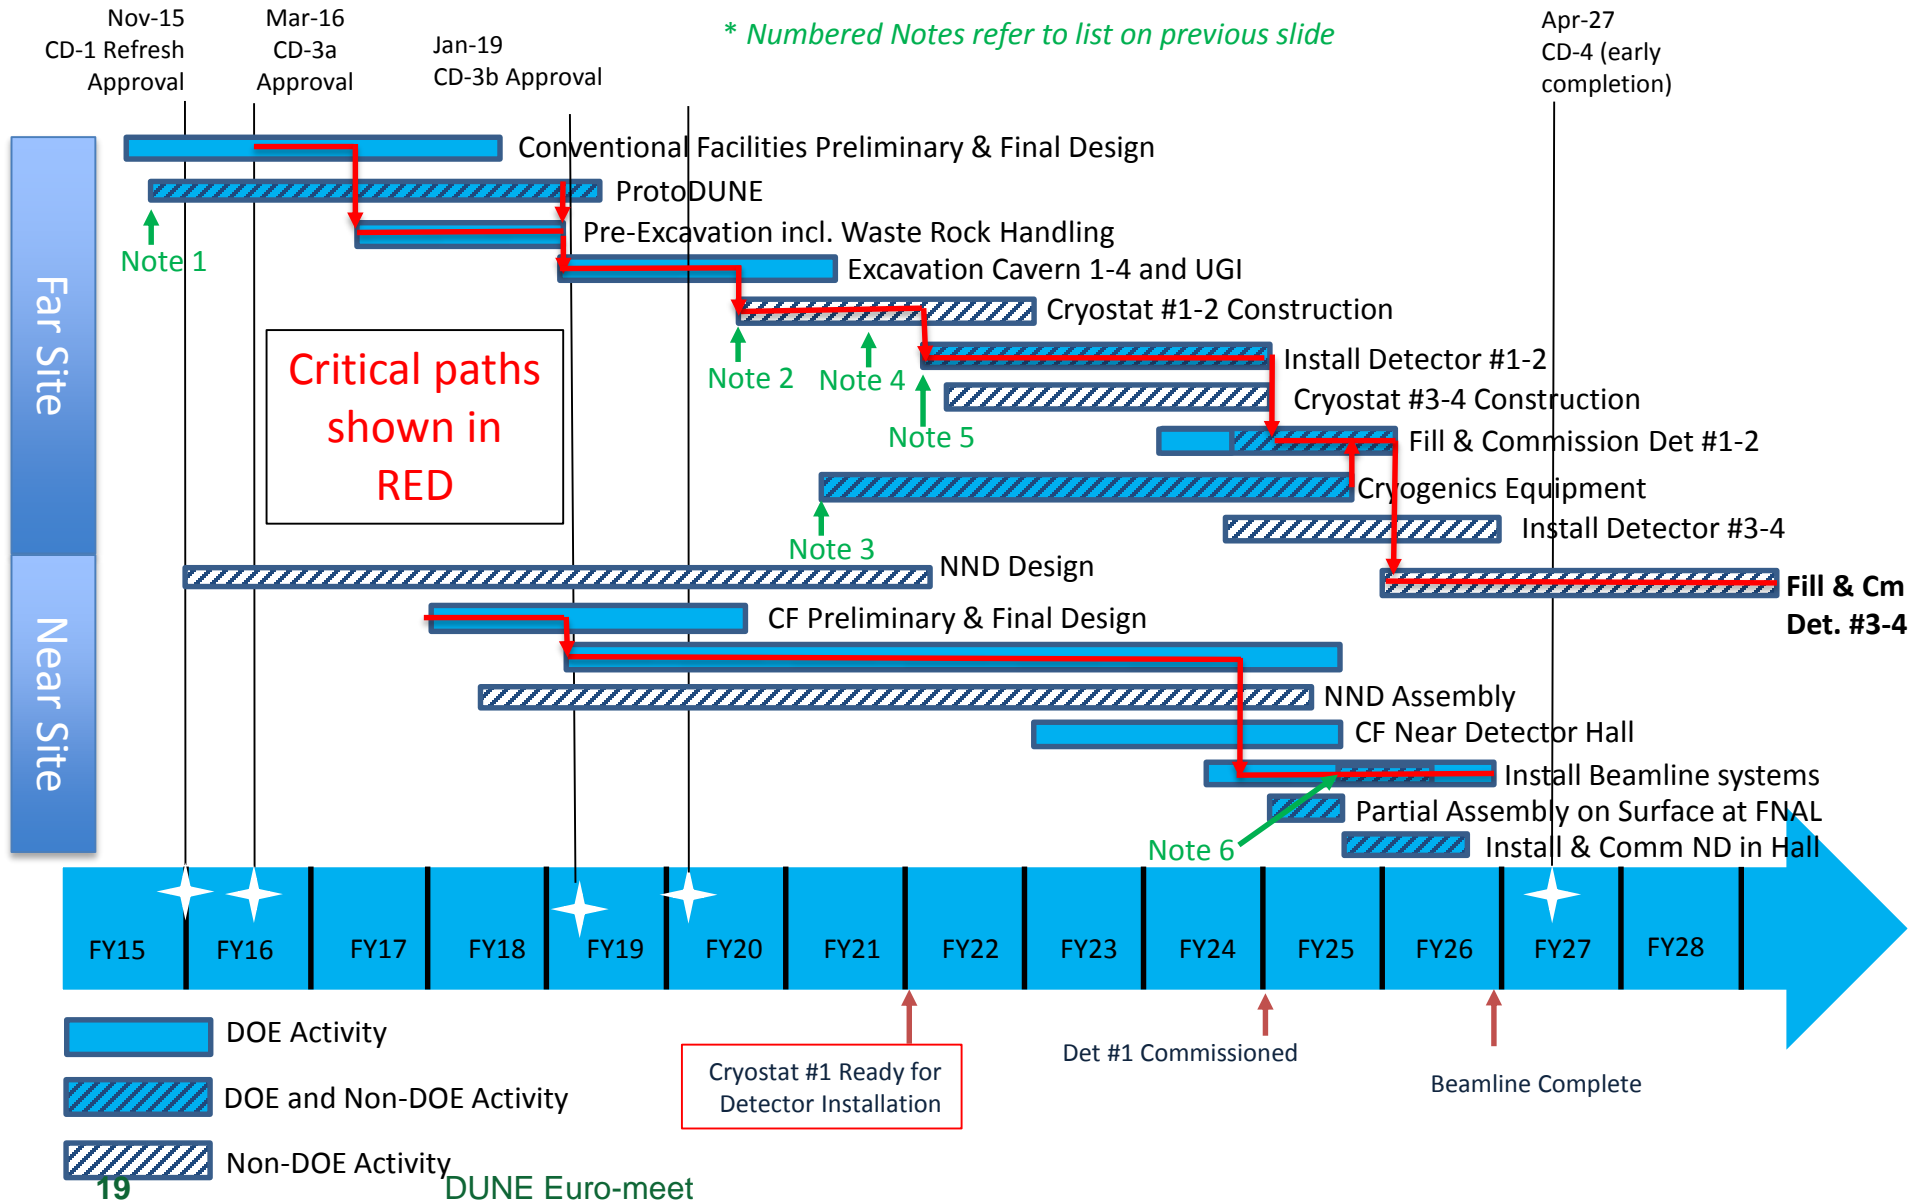 Nov-15
CD-1 Refresh
Approval
Mar-16
CD-3a
Approval
Jan-19
CD-3b Approval
* Numbered Notes refer to list on previous slide
Apr-27
CD-4 (early
completion)
Far Site
Conventional Facilities Preliminary & Final Design
ProtoDUNE
Note 1
Pre-Excavation incl. Waste Rock Handling
Excavation Cavern 1-4 and UGI
Cryostat #1-2 Construction
Critical paths
shown in
RED
Note 2
Note 4
Install Detector #1-2
Cryostat #3-4 Construction
Note 5
Fill & Commission Det #1-2
Cryogenics Equipment
Install Detector #3-4
Note 3
Near Site
NND Design
Fill & Cm
Det. #3-4
CF Preliminary & Final Design
NND Assembly
CF Near Detector Hall
Install Beamline systems
Partial Assembly on Surface at FNAL
Note 6
Install & Comm ND in Hall
FY15
FY16
FY17
FY18
FY19
FY20
FY21
FY22
FY23
FY24
FY25
FY26
FY27
FY28
DOE Activity
DOE and Non-DOE Activity
Non-DOE Activity
Cryostat #1 Ready for
Detector Installation
Det #1 Commissioned
Beamline Complete
19
DUNE Euro-meet